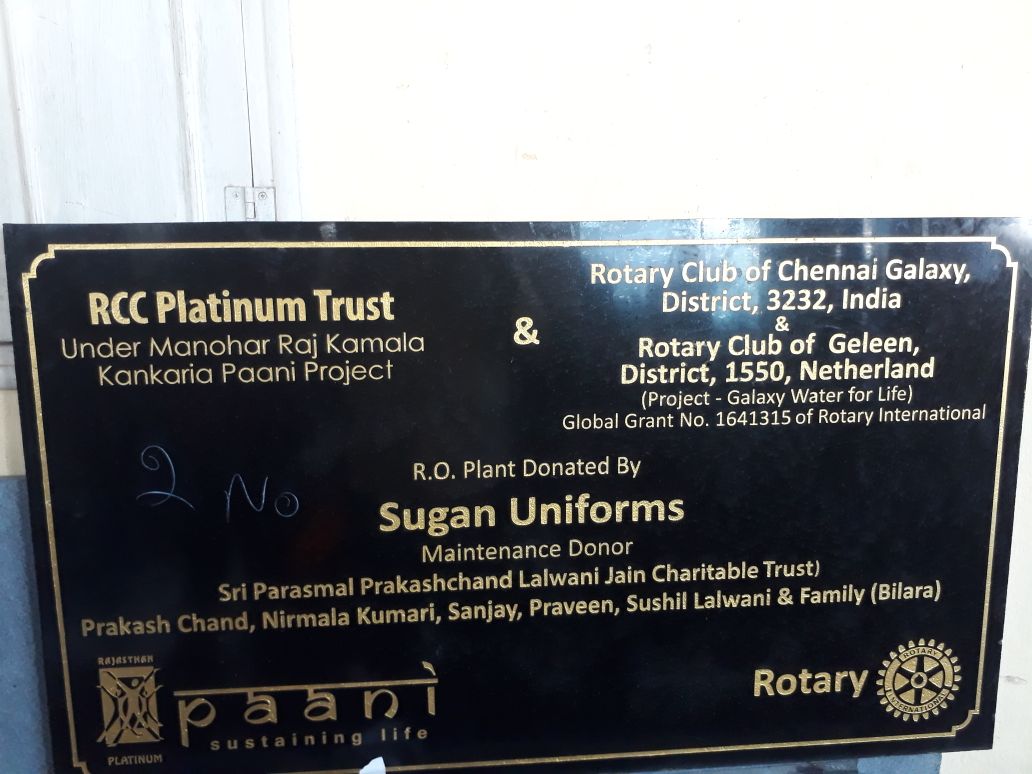 RCC Platinum Trust
Under Manohar Raj Kamala
Kankaria Paani Project
&
Rotary Club of Chennai Galaxy,
District, 3232, India
&
Rotary Club of Geleen,
District, 1550, Netherland
(Project - Galaxy Water for Life)
Global Grant No. 1641315 of Rotary International
2 No
R.O. Plant Donated By
Sugan Uniforms
Maintenance Donor
Sri Parasmal Prakashchand Lalwani Jain Charitable Trust)
Prakash Chand, Nirmala Kumari, Sanjay, Praveen, Sushil Lalwani & Family (Bilara)
RAJASTHAN
PLATINUM
paani
sustaining life
Rotary
ROTARY
INTERNATIONAL